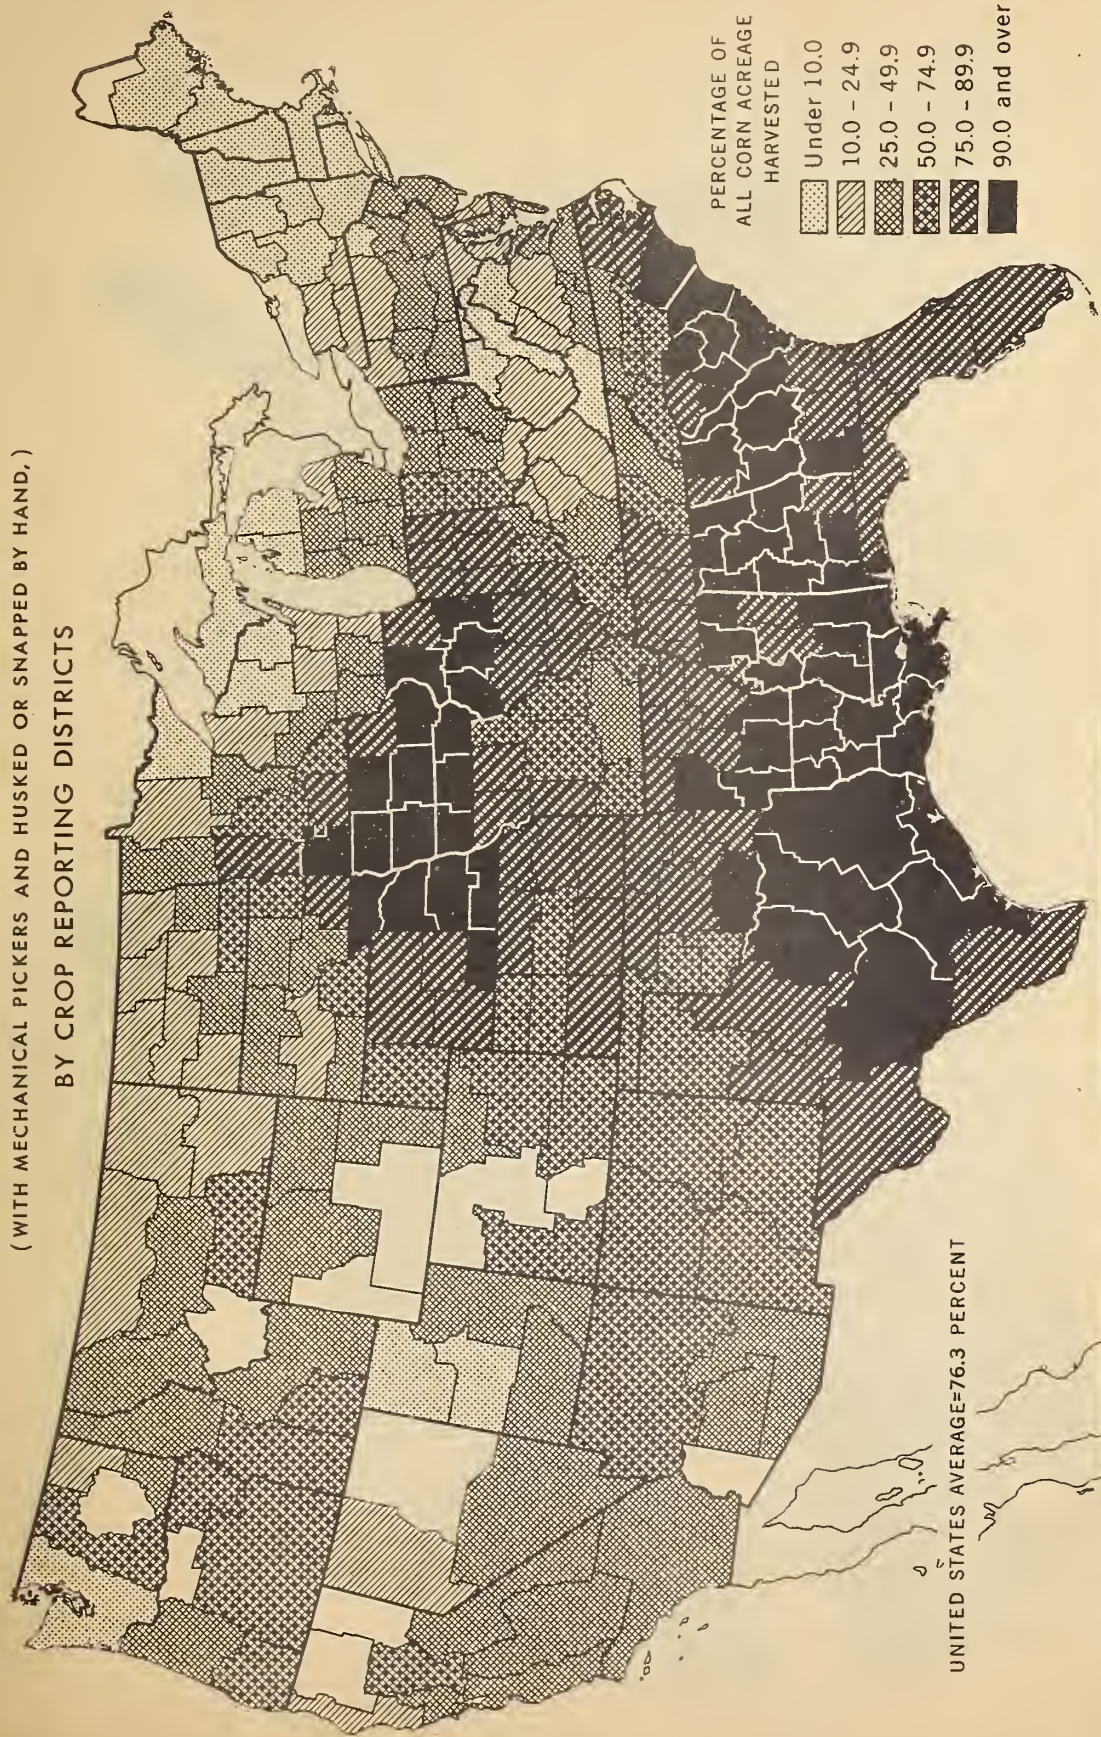 (WITH MECHANICAL PICKERS AND HUSKED OR SNAPPED BY HAND,)
BY CROP REPORTING DISTRICTS
PERCENTAGE OF
ALL CORN ACREAGE
HARVESTED
Under 10.0
10.0 - 24.9
25.0 - 49.9
50.0 - 74.9
75.0 - 89.9
90.0 and over
UNITED STATES AVERAGE=76.3 PERCENT